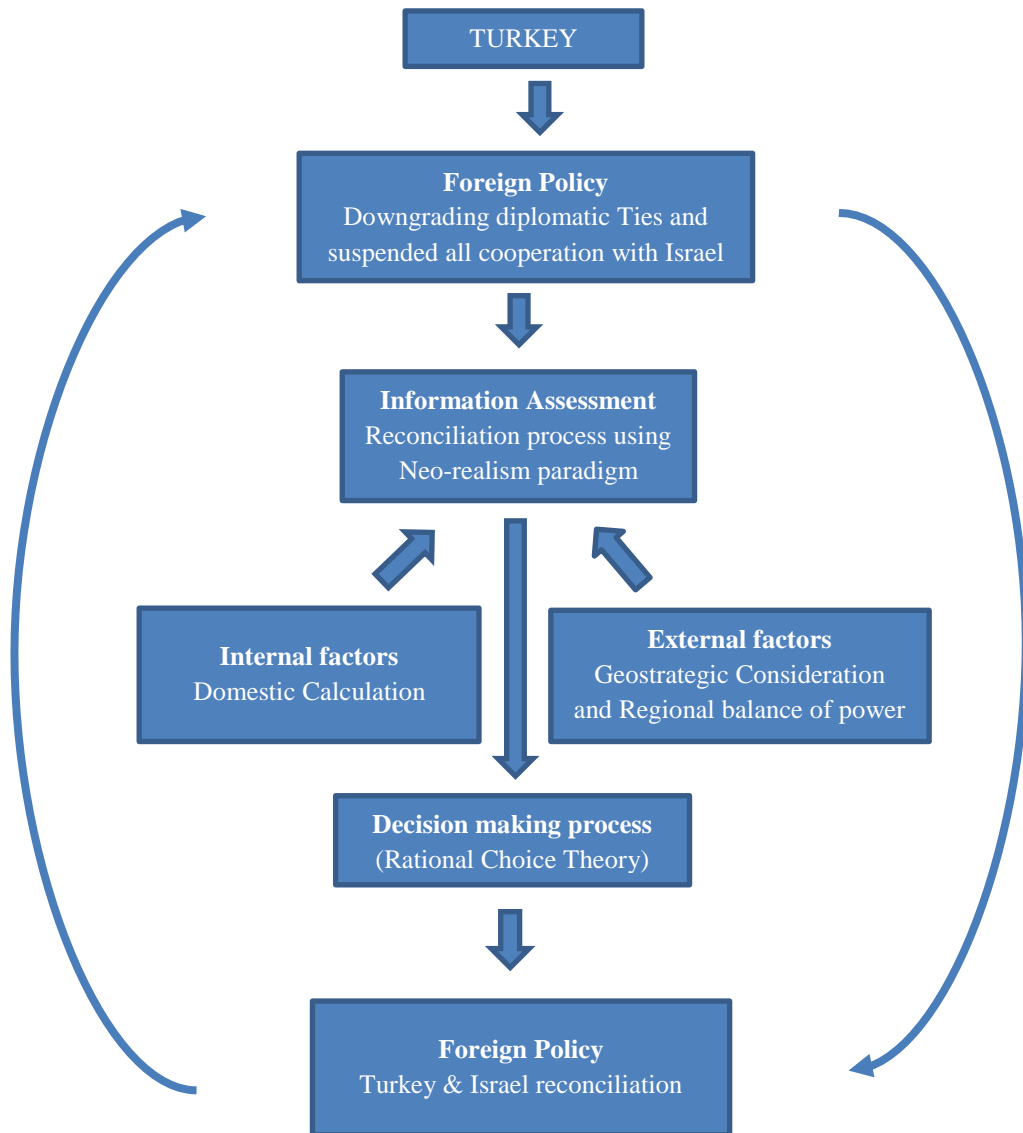 TURKEY
Foreign Policy
Downgrading diplomatic Ties and
suspended all cooperation with Israel
Information Assessment
Reconciliation process using
Neo-realism paradigm
Internal factors
Domestic Calculation
External factors
Geostrategic Consideration
and Regional balance of power
Decision making process
(Rational Choice Theory)
Foreign Policy
Turkey & Israel reconciliation